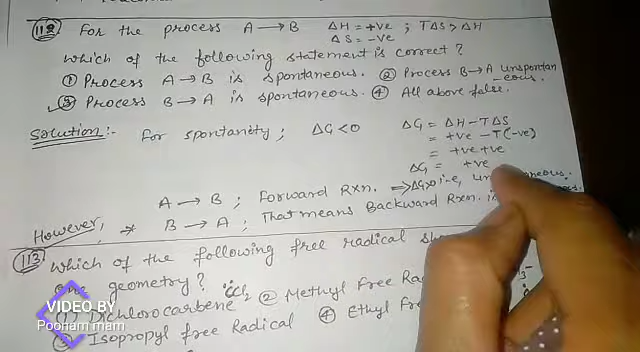 (112) For the process A → B ΔH = +ve ; TΔS > ΔH
ΔS = -ve
Which of the following statement is correct?
① Process A → B is spontaneous. ② Process B → A unspontan
-eous.
③ Process B → A is spontaneous. ④ All above false.
Solution:- For spontaneity ; ΔG < 0 ΔG = ΔH - TΔS
= +ve - T(-ve)
= +ve +ve
ΔG = +ve
A → B ; Forward Rxn. ⇒ ΔG>0 i.e,
However, * B → A ; That means Backward Rxn.
(113) Which of the following free radical
geometry?
① Dichlorocarbene :CCl2 ② Methyl Free
③ Isopropyl free Radical ④ Ethyl
VIDEO BY
Poonam mam